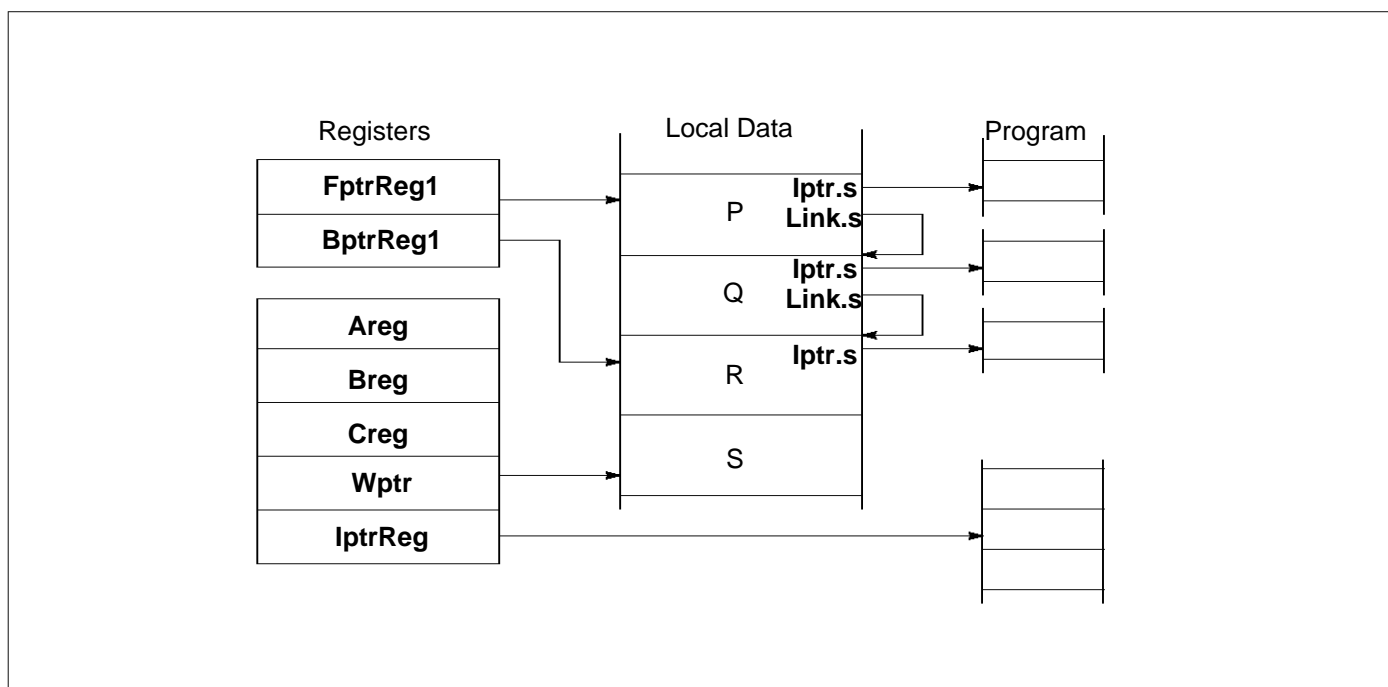 Registers
Local Data
Program
FptrReg1
BptrReg1
Areg
Breg
Creg
Wptr
IptrReg
P
Iptr.s
Link.s
Q
Iptr.s
Link.s
R
Iptr.s
S